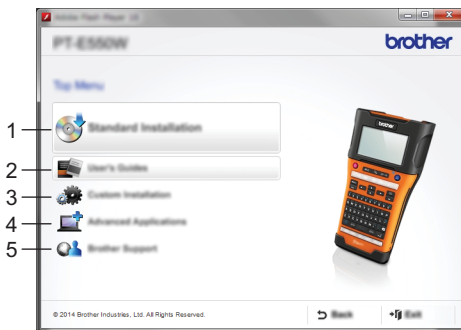 PT-E550W
brother
Top Menu
1
Standard Installation
2
User's Guides
3
Custom Installation
4
Advanced Applications
5
Brother Support
© 2014 Brother Industries, Ltd. All Rights Reserved.
Back
Exit